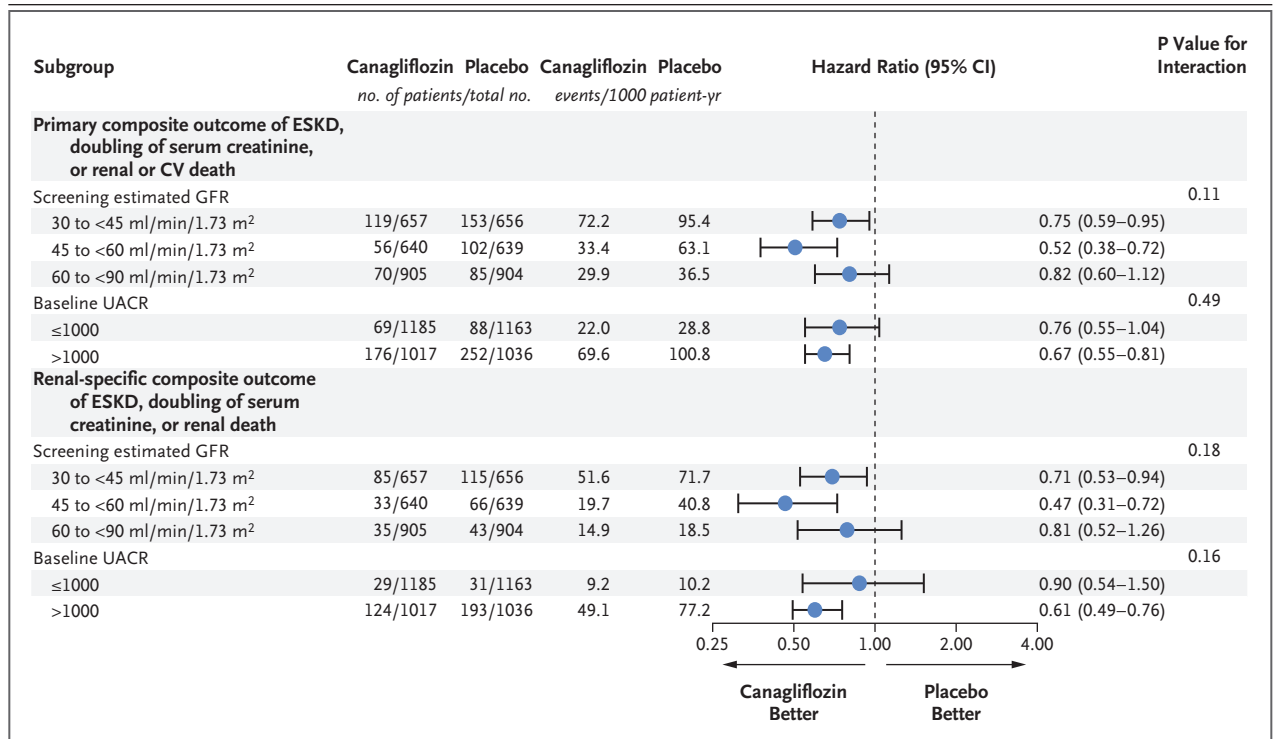 P Value for
Subgroup Canagliflozin Placebo Canagliflozin Placebo Hazard Ratio (95% CI) Interaction
no. of patients/total no. events/1000 patient-yr
Primary composite outcome of ESKD,
doubling of serum creatinine,
or renal or CV death
Screening estimated GFR 0.11
30 to <45 ml/min/1.73 m² 119/657 153/656 72.2 95.4 0.75 (0.59–0.95)
45 to <60 ml/min/1.73 m² 56/640 102/639 33.4 63.1 0.52 (0.38–0.72)
60 to <90 ml/min/1.73 m² 70/905 85/904 29.9 36.5 0.82 (0.60–1.12)
Baseline UACR 0.49
≤1000 69/1185 88/1163 22.0 28.8 0.76 (0.55–1.04)
>1000 176/1017 252/1036 69.6 100.8 0.67 (0.55–0.81)
Renal-specific composite outcome
of ESKD, doubling of serum
creatinine, or renal death
Screening estimated GFR 0.18
30 to <45 ml/min/1.73 m² 85/657 115/656 51.6 71.7 0.71 (0.53–0.94)
45 to <60 ml/min/1.73 m² 33/640 66/639 19.7 40.8 0.47 (0.31–0.72)
60 to <90 ml/min/1.73 m² 35/905 43/904 14.9 18.5 0.81 (0.52–1.26)
Baseline UACR 0.16
≤1000 29/1185 31/1163 9.2 10.2 0.90 (0.54–1.50)
>1000 124/1017 193/1036 49.1 77.2 0.61 (0.49–0.76)
0.25 0.50 1.00 2.00 4.00
Canagliflozin Placebo
Better Better